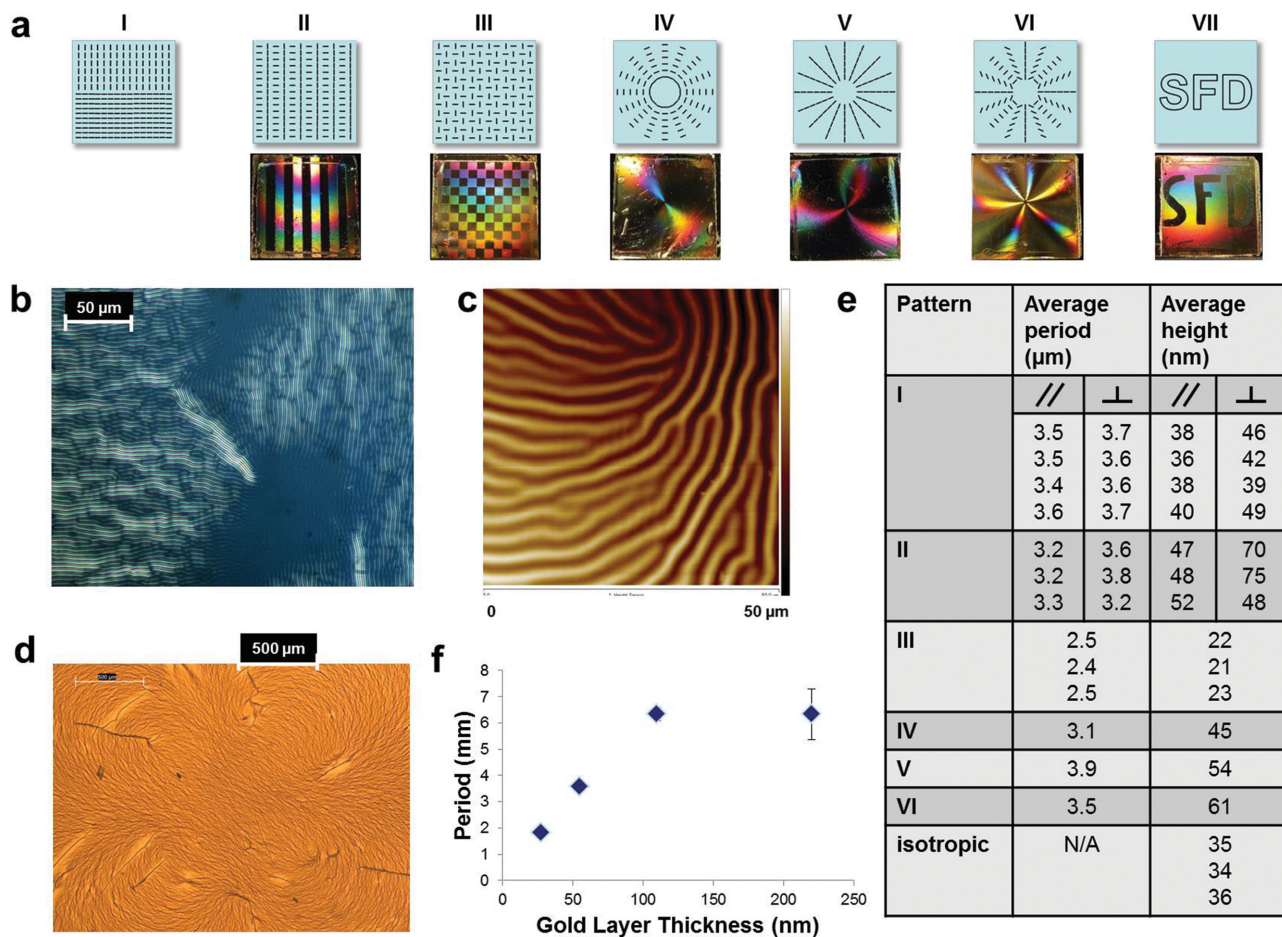 a
I II III IV V VI VII
SFD
SFD
b
50 µm
c
0 50 µm
d
500 µm
500 µm
e
Pattern Average period (µm) Average height (nm)
I // ⊥ // ⊥
3.5 3.7 38 46
3.5 3.6 36 42
3.4 3.6 38 39
3.6 3.7 40 49
II 3.2 3.6 47 70
3.2 3.8 48 75
3.3 3.2 52 48
III 2.5 22
2.4 21
2.5 23
IV 3.1 45
V 3.9 54
VI 3.5 61
isotropic N/A 35
34
36
f
Period (mm)
8
7
6
5
4
3
2
1
0
0 50 100 150 200 250
Gold Layer Thickness (nm)